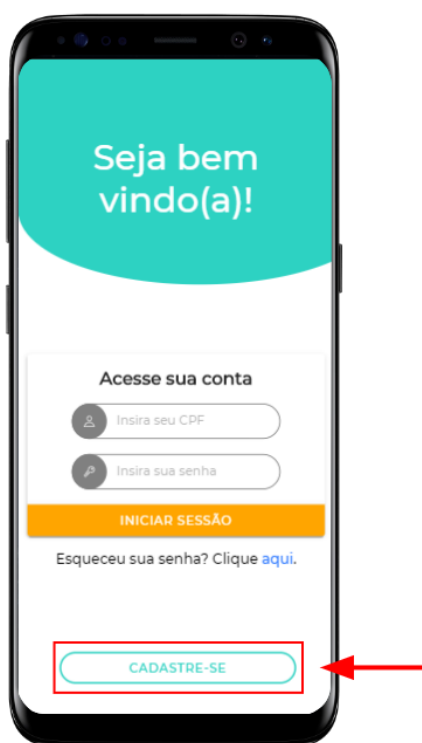 Seja bem
vindo(a)!
Acesse sua conta
Insira seu CPF
Insira sua senha
INICIAR SESSÃO
Esqueceu sua senha? Clique aqui.
CADASTRE-SE